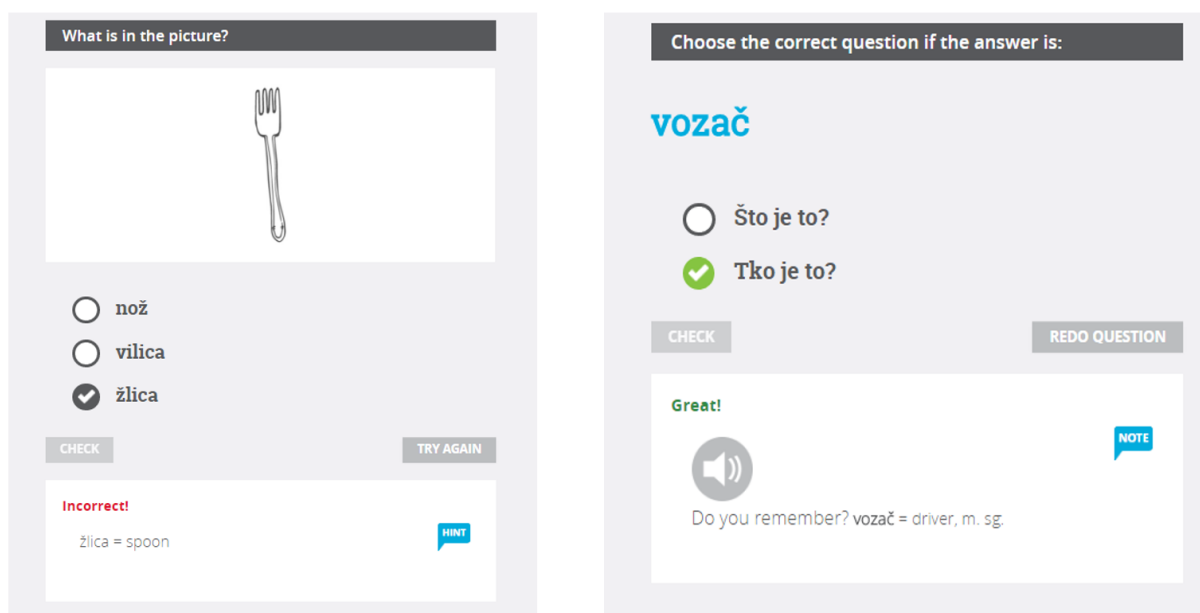 What is in the picture?
nož
vilica
žlica
CHECK
TRY AGAIN
Incorrect!
HINT
žlica = spoon
Choose the correct question if the answer is:
vozač
Što je to?
Tko je to?
CHECK
REDO QUESTION
Great!
NOTE
Do you remember? vozač = driver, m. sg.